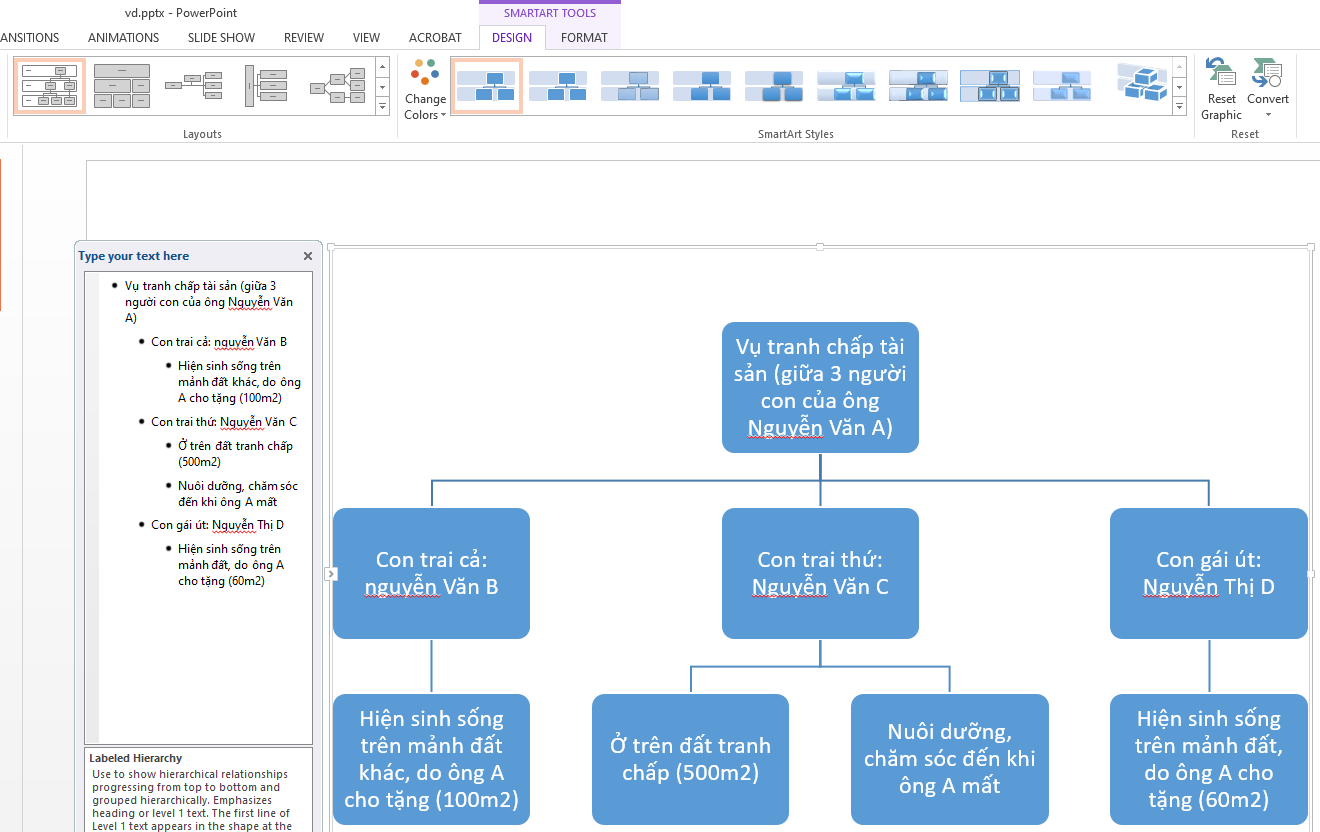 vd.pptx - PowerPoint
SMARTART TOOLS
ANSITIONS
ANIMATIONS
SLIDE SHOW
REVIEW
VIEW
ACROBAT
DESIGN
FORMAT
Change
Colors
Reset
Graphic
Convert
Layouts
SmartArt Styles
Reset
Type your text here
Vụ tranh chấp tài sản (giữa 3
người con của ông Nguyễn Văn
A)
Con trai cả: nguyễn Văn B
Hiện sinh sống trên
mảnh đất khác, do ông
A cho tặng (100m2)
Con trai thứ: Nguyễn Văn C
Ở trên đất tranh chấp
(500m2)
Nuôi dưỡng, chăm sóc
đến khi ông A mất
Con gái út: Nguyễn Thị D
Hiện sinh sống trên
mảnh đất, do ông A
cho tặng (60m2)
Labeled Hierarchy
Use to show hierarchical relationships
progressing from top to bottom and
grouped hierarchically. Emphasizes
heading or level 1 text. The first line of
Level 1 text appears in the shape at the
Vụ tranh chấp tài
sản (giữa 3 người
con của ông
Nguyễn Văn A)
Con trai cả:
nguyễn Văn B
Con trai thứ:
Nguyễn Văn C
Con gái út:
Nguyễn Thị D
Hiện sinh sống
trên mảnh đất
khác, do ông A
cho tặng (100m2)
Ở trên đất tranh
chấp (500m2)
Nuôi dưỡng,
chăm sóc đến khi
ông A mất
Hiện sinh sống
trên mảnh đất,
do ông A cho
tặng (60m2)